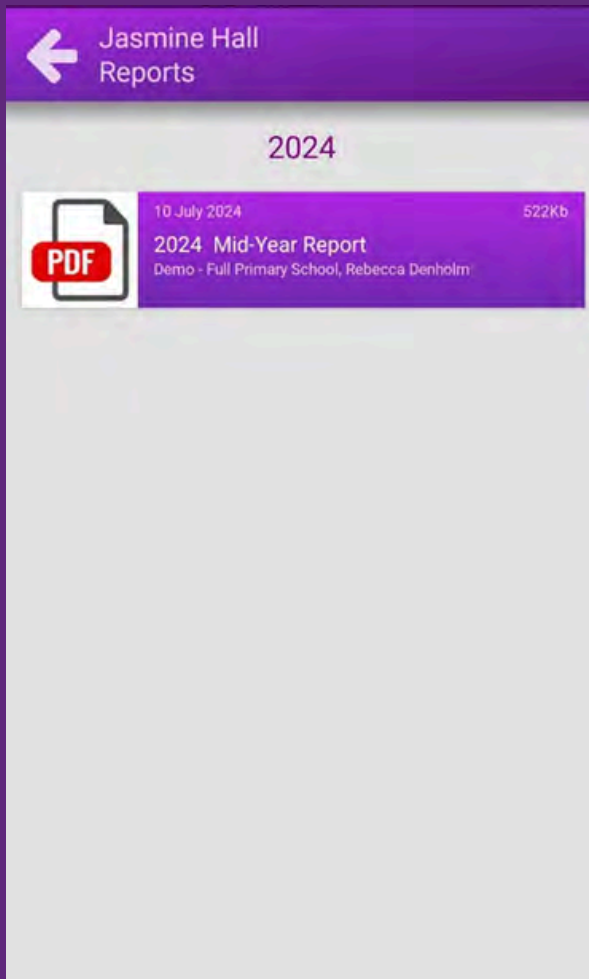 Jasmine Hall
Reports
2024
PDF
10 July 2024 522Kb
2024 Mid-Year Report
Demo - Full Primary School, Rebecca Denholm